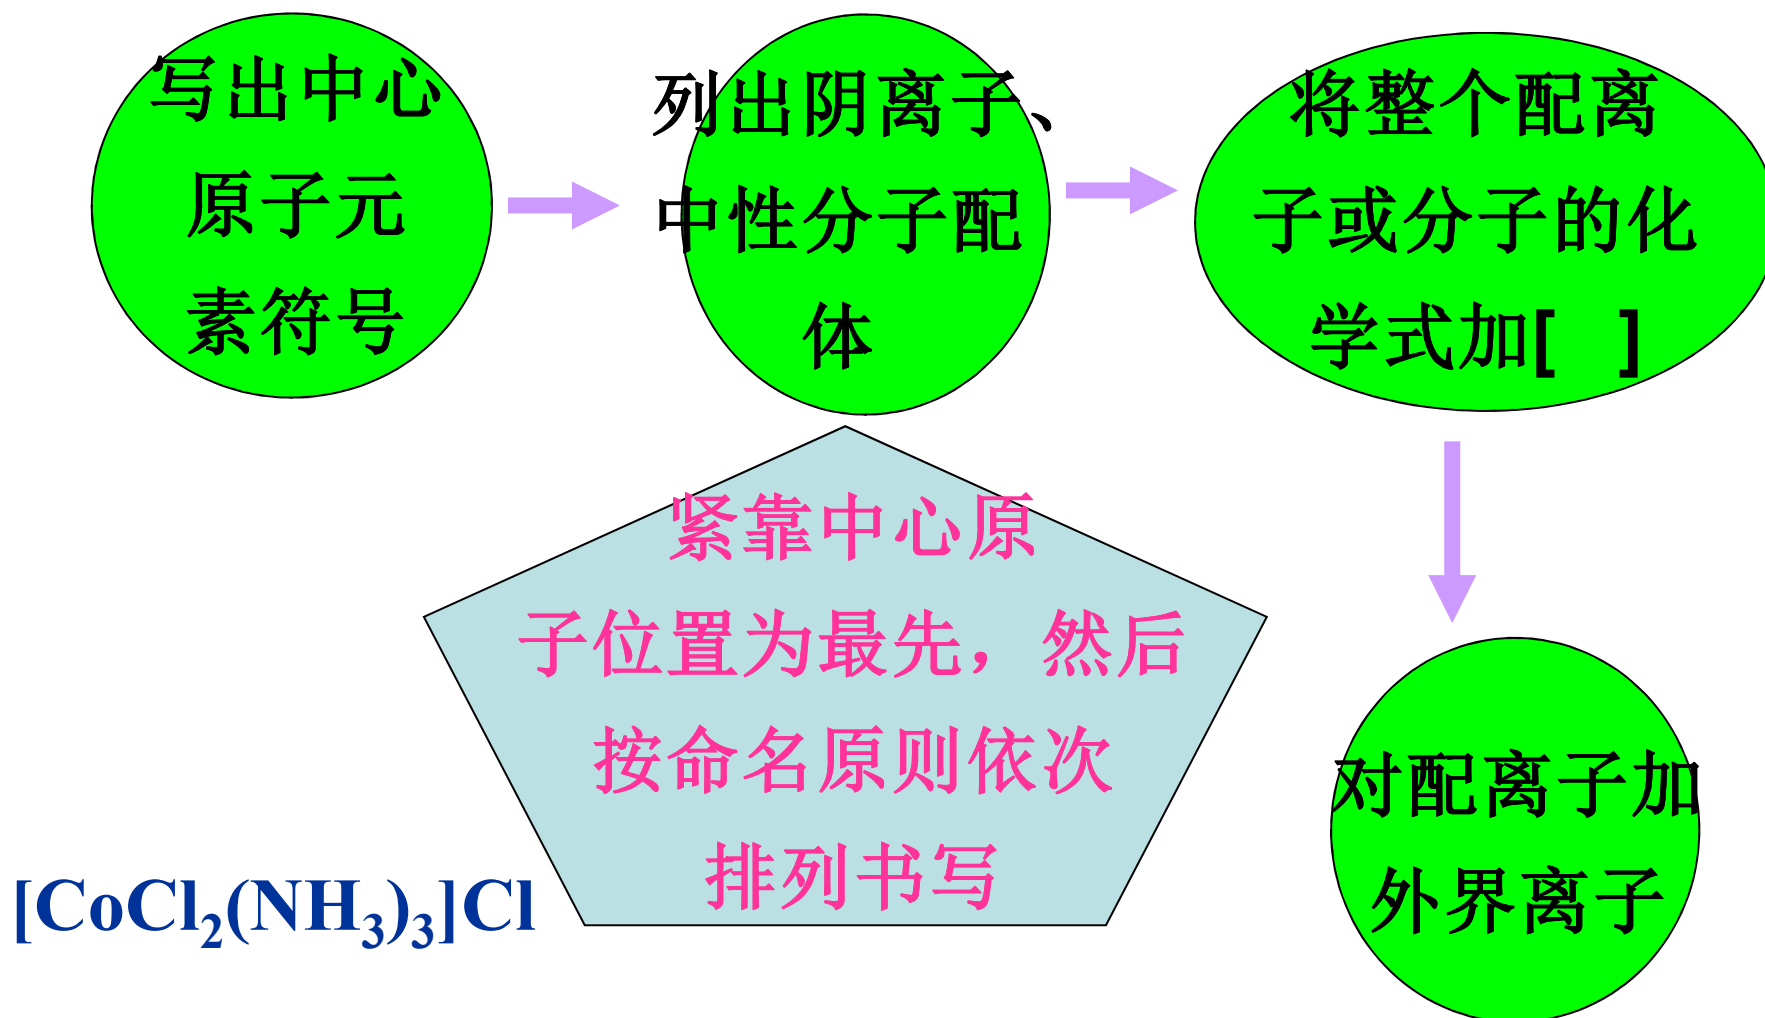 写出中心
原子元
素符号
列出阴离子、
中性分子配
体
将整个配离
子或分子的化
学式加[ ]
紧靠中心原
子位置为最先，然后
按命名原则依次
排列书写
对配离子加
外界离子
[CoCl₂(NH₃)₃]Cl